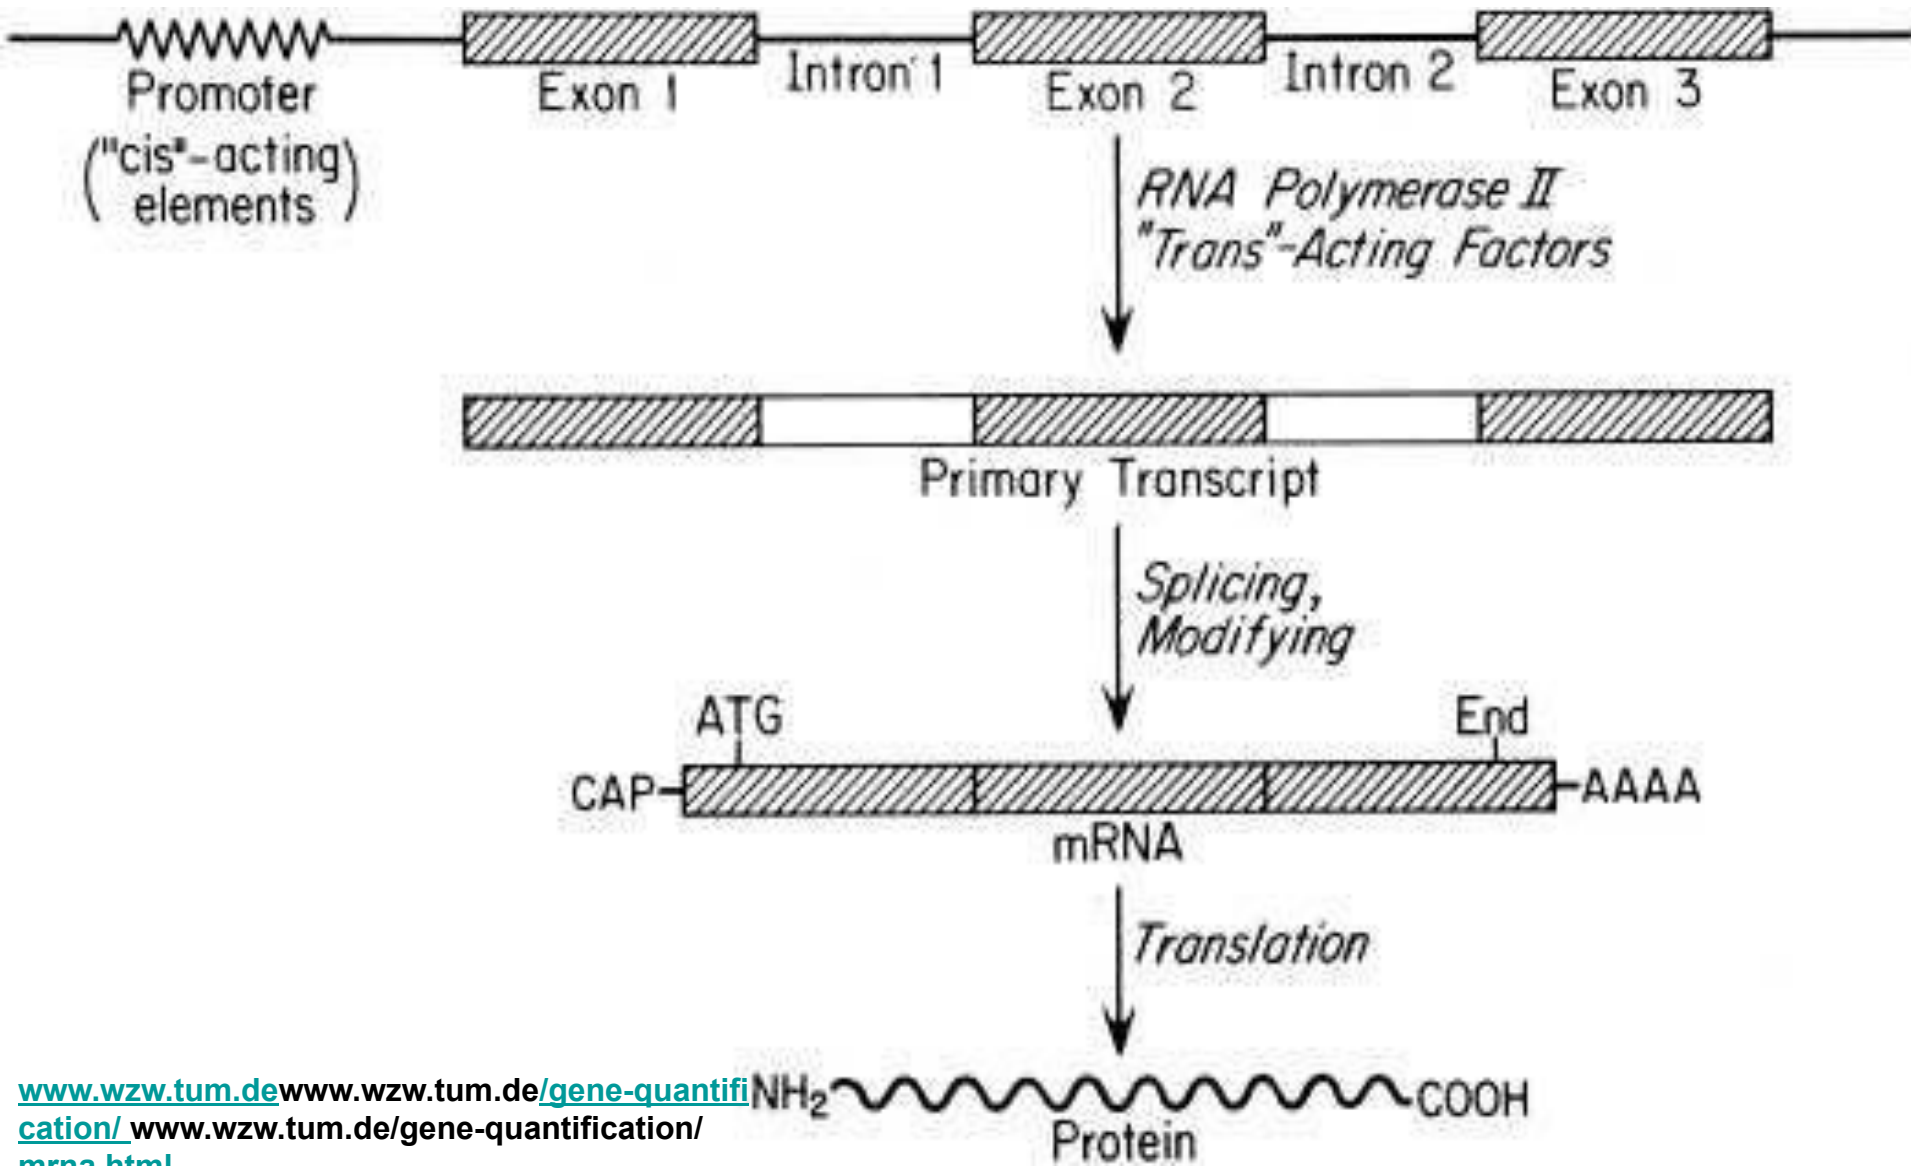 Promoter
("cis"-acting
elements)
Exon 1
Intron 1
Exon 2
Intron 2
Exon 3
RNA Polymerase II
"Trans"-Acting Factors
Primary Transcript
Splicing,
Modifying
ATG
End
CAP
AAAA
mRNA
Translation
NH2
COOH
Protein
www.wzw.tum.dewww.wzw.tum.de/gene-quantifi
cation/ www.wzw.tum.de/gene-quantification/
mrna.html